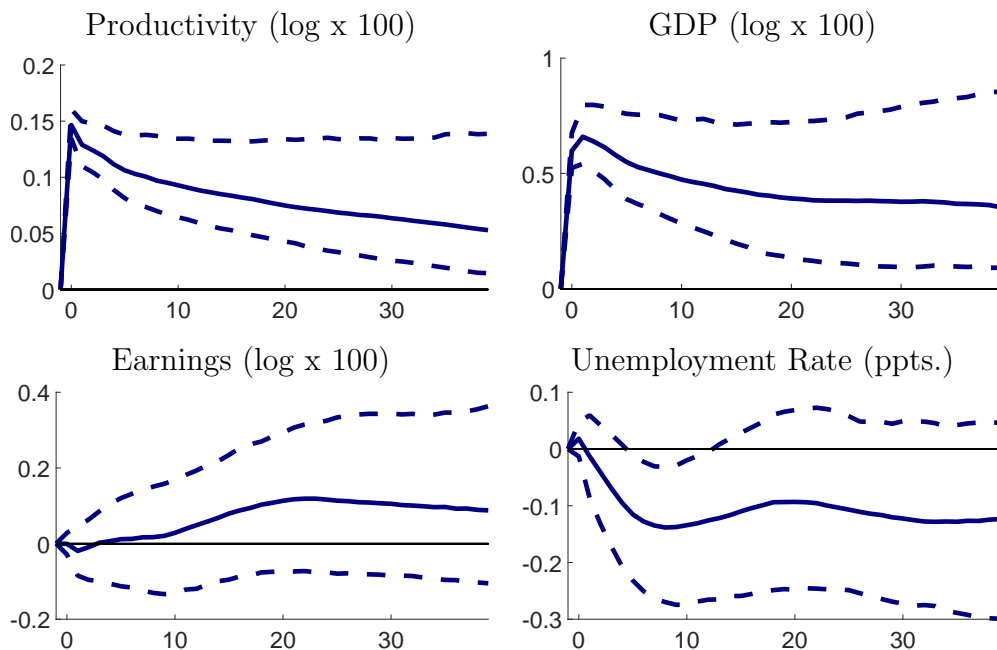 Productivity (log x 100)
0.2
0.15
0.1
0.05
0
0 10 20 30
GDP (log x 100)
1
0.5
0
0 10 20 30
Earnings (log x 100)
0.4
0.2
0
-0.2
0 10 20 30
Unemployment Rate (ppts.)
0.1
0
-0.1
-0.2
-0.3
0 10 20 30